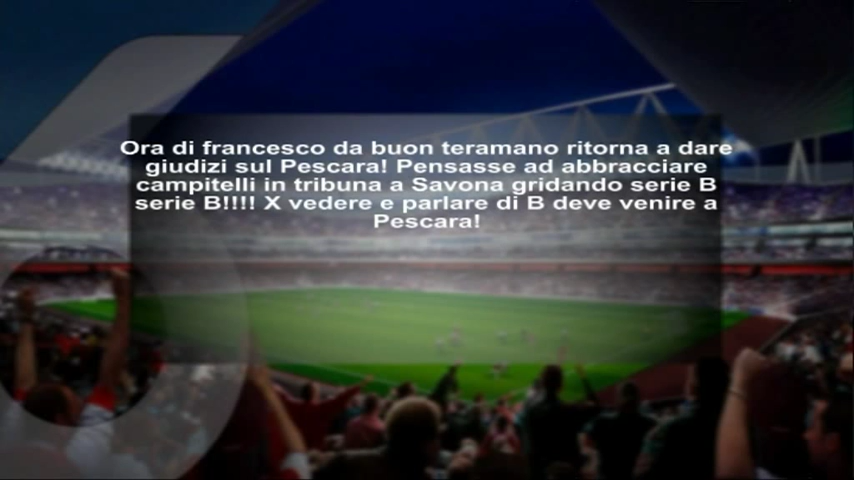 Ora di francesco da buon teramano ritorna a dare
giudizi sul Pescara! Pensasse ad abbracciare
campitelli in tribuna a Savona gridando serie B
serie B!!!! X vedere e parlare di B deve venire a
Pescara!